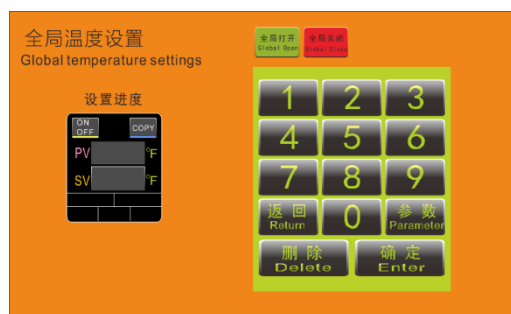 全局温度设置
Global temperature settings
全局打开
Global Open
全局关闭
Global Close
设置进度
ON
OFF
COPY
PV
°F
SV
°F
1
2
3
4
5
6
7
8
9
返回
Return
0
参数
Parameter
删除
Delete
确定
Enter